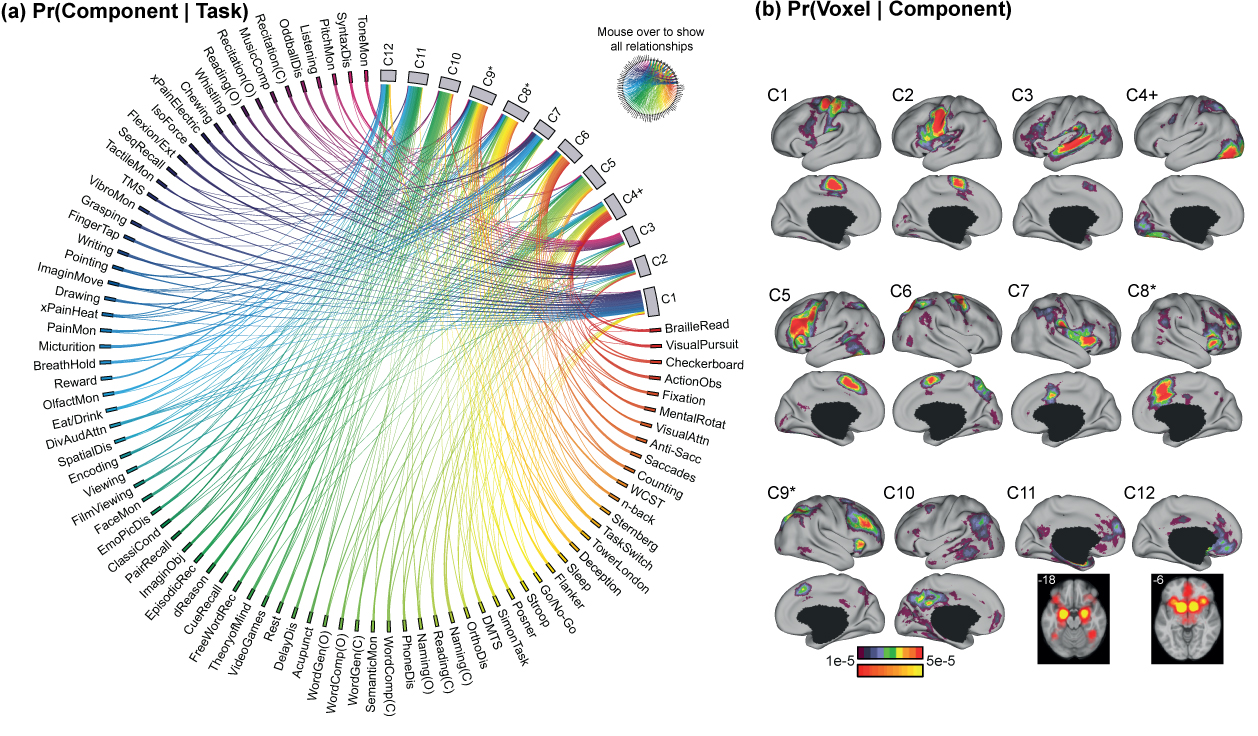 (a) Pr(Component | Task)
Mouse over to show
all relationships
ToneMon
SyntaxDis
PitchMon
Listening
OddballDis
Recitation(C)
MusicComp
Recitation(O)
Reading(O)
Whistling
Chewing
xPainElectric
IsoForce
Flexion/Ext
SeqRecall
TactileMon
TMS
VibroMon
Grasping
FingerTap
Writing
Pointing
ImaginMove
Drawing
xPainHeat
PainMon
Micturition
BreathHold
Reward
OlfactMon
Eat/Drink
DivAudAttn
SpatialDis
Encoding
Viewing
FilmViewing
FaceMon
EmoPicDis
ClassiCond
PairRecall
ImaginObj
EpisodicRec
dReason
CueRecall
FreeWordRec
TheoryofMind
VideoGames
Rest
DelayDis
Acupunct
WordGen(O)
WordComp(O)
WordGen(C)
SemanticMon
WordComp(C)
PhoneDis
Naming(O)
Reading(C)
Naming(C)
OrthoDis
DMTS
SimonTask
Posner
Stroop
Go/No-Go
Flanker
Sleep
Deception
TowerLondon
TaskSwitch
Sternberg
n-back
WCST
Counting
Saccades
Anti-Sacc
VisualAttn
MentalRotat
Fixation
ActionObs
Checkerboard
VisualPursuit
BrailleRead
C12
C11
C10
C9*
C8*
C7
C6
C5
C4+
C3
C2
C1
(b) Pr(Voxel | Component)
C1
C2
C3
C4+
C5
C6
C7
C8*
C9*
C10
C11
C12
-18
-6
1e-5
5e-5